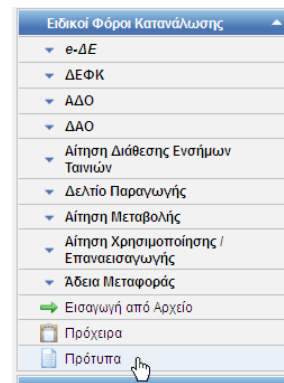 Ειδικοί Φόροι Κατανάλωσης
e-ΔΕ
ΔΕΦΚ
ΑΔΟ
ΔΑΟ
Αίτηση Διάθεσης Ενσήμων
Ταινιών
Δελτίο Παραγωγής
Αίτηση Μεταβολής
Αίτηση Χρησιμοποίησης /
Επαναεισαγωγής
Άδεια Μεταφοράς
Εισαγωγή από Αρχείο
Πρόχειρα
Πρότυπα